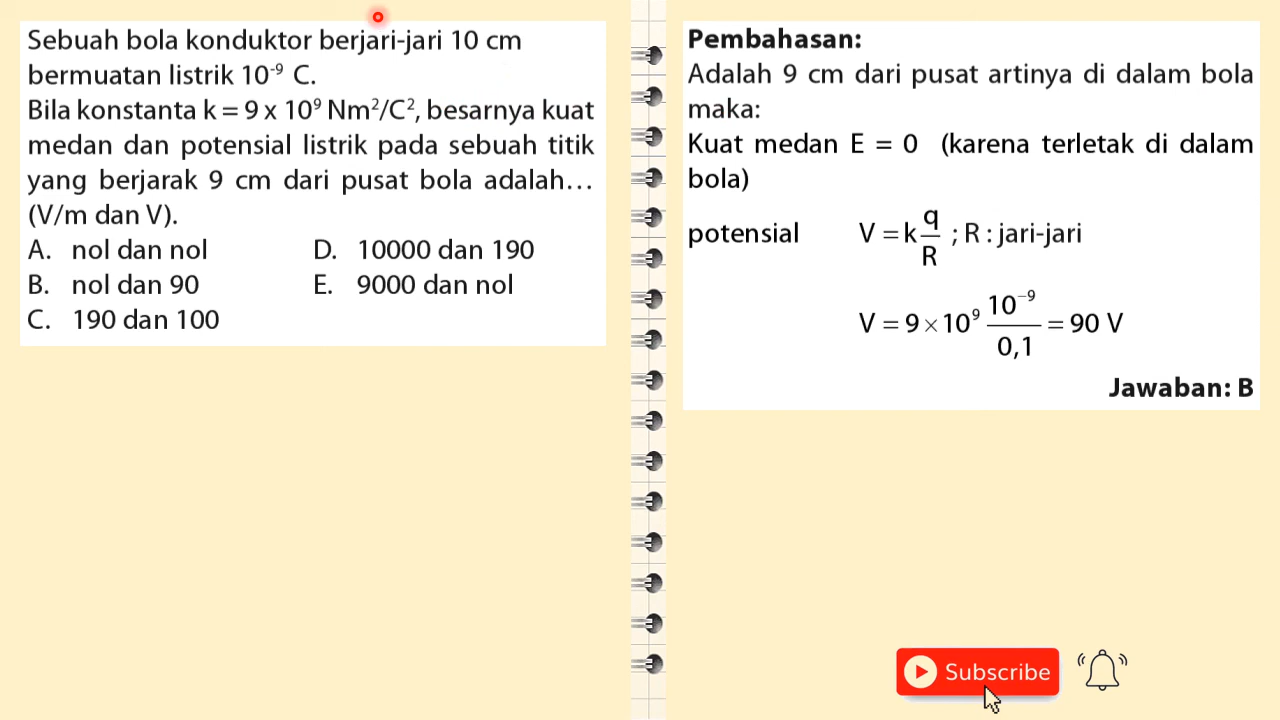 Sebuah bola konduktor berjari-jari 10 cm
bermuatan listrik 10⁻⁹ C.
Bila konstanta k = 9 x 10⁹ Nm²/C², besarnya kuat
medan dan potensial listrik pada sebuah titik
yang berjarak 9 cm dari pusat bola adalah…
(V/m dan V).
A. nol dan nol
D. 10000 dan 190
B. nol dan 90
E. 9000 dan nol
C. 190 dan 100
Pembahasan:
Adalah 9 cm dari pusat artinya di dalam bola
maka:
Kuat medan E = 0 (karena terletak di dalam
bola)
potensial V = k q/R ; R : jari-jari
V = 9 × 10⁹ 10⁻⁹/0,1 = 90 V
Jawaban: B
Subscribe